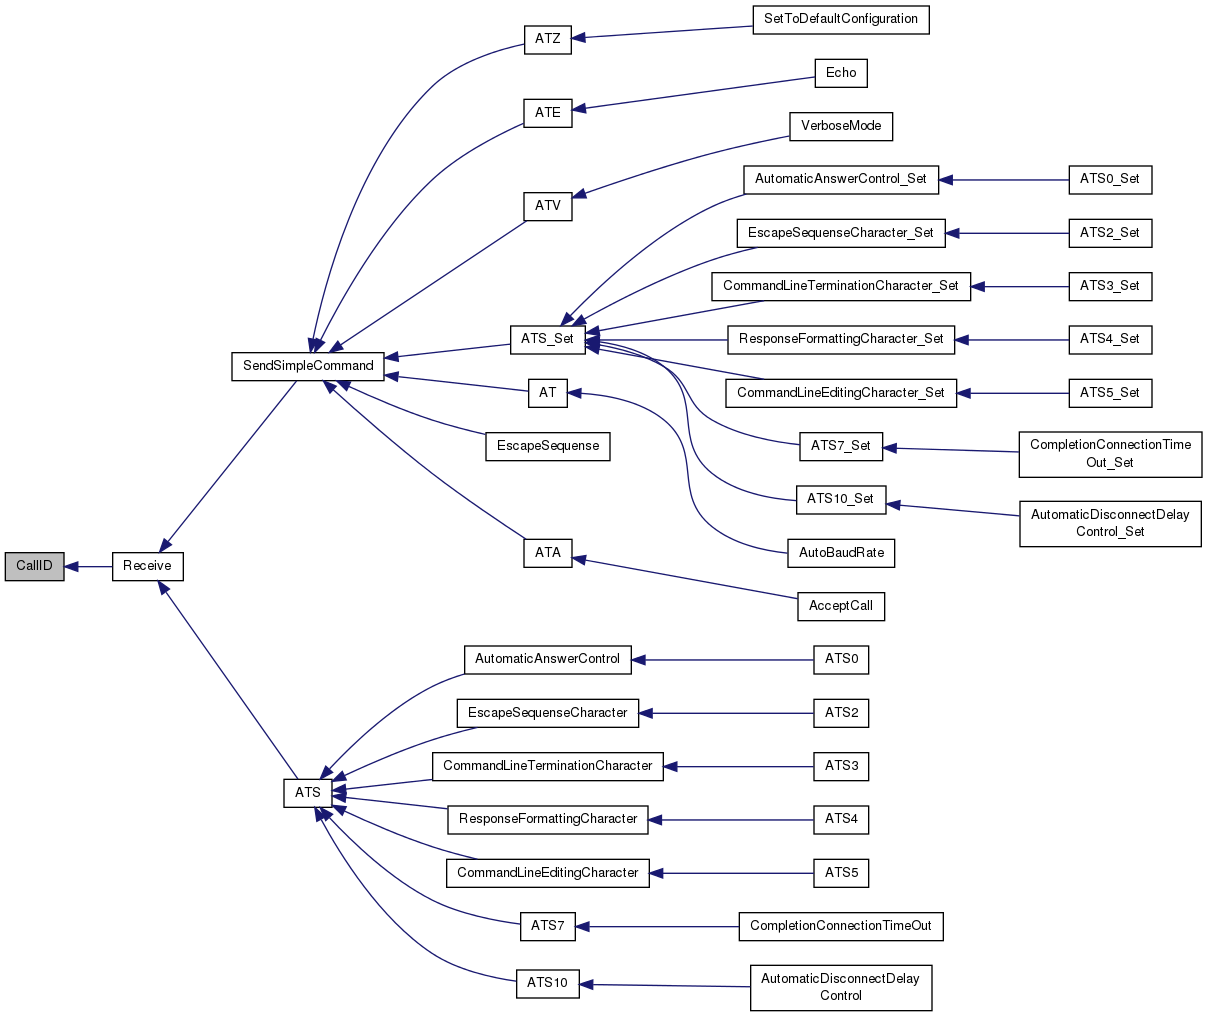 SetToDefaultConfiguration
ATZ
Echo
ATE
VerboseMode
ATV
AutomaticAnswerControl_Set
ATS0_Set
EscapeSequenseCharacter_Set
ATS2_Set
CommandLineTerminationCharacter_Set
ATS3_Set
ATS_Set
ResponseFormattingCharacter_Set
ATS4_Set
SendSimpleCommand
AT
CommandLineEditingCharacter_Set
ATS5_Set
EscapeSequense
ATS7_Set
CompletionConnectionTime
Out_Set
ATS10_Set
AutomaticDisconnectDelay
Control_Set
ATA
AutoBaudRate
CallID
Receive
AcceptCall
AutomaticAnswerControl
ATS0
EscapeSequenseCharacter
ATS2
CommandLineTerminationCharacter
ATS3
ATS
ResponseFormattingCharacter
ATS4
CommandLineEditingCharacter
ATS5
ATS7
CompletionConnectionTimeOut
ATS10
AutomaticDisconnectDelay
Control